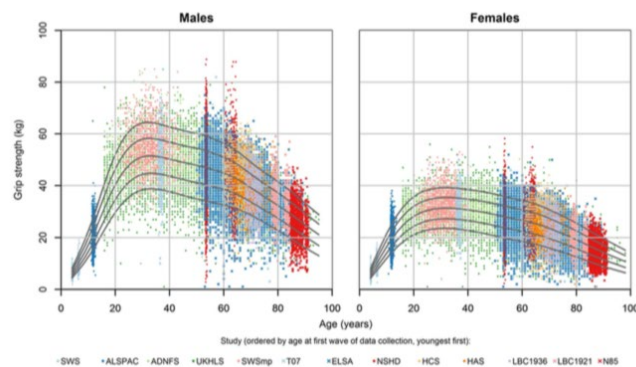 Males Females
100
80
60
40
20
0
Grip strength (kg)
0 20 40 60 80 100 0 20 40 60 80 100
Age (years)
Study (ordered by age at first wave of data collection, youngest first):
SWS ALSPAC ADNFS UKHLS SWSmp T07 ELSA NSHD HCS HAS LBC1936 LBC1921 N85